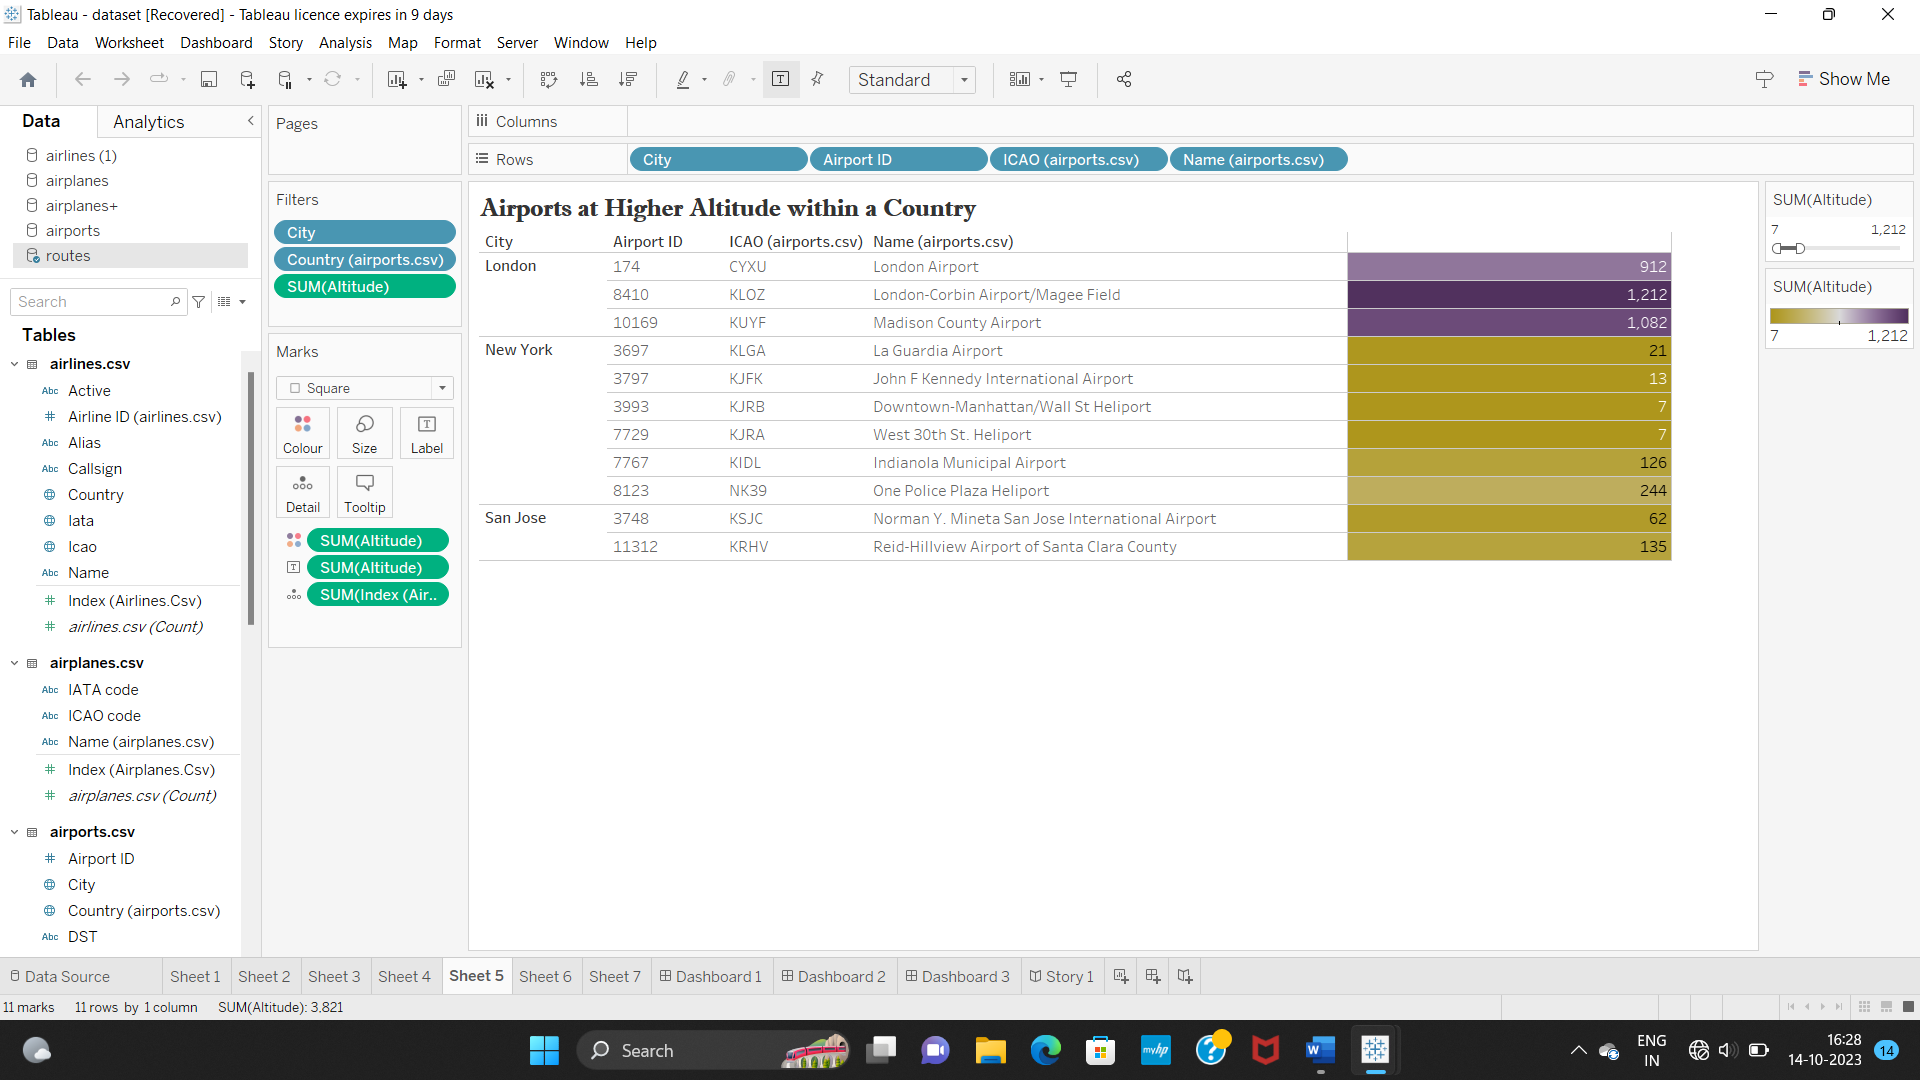 Tableau - dataset [Recovered] - Tableau licence expires in 9 days
File Data Worksheet Dashboard Story Analysis Map Format Server Window Help
Standard
Show Me
Data Analytics
airlines (1)
airplanes
airplanes+
airports
routes
Search
Tables
airlines.csv
Abc Active
# Airline ID (airlines.csv)
Abc Alias
Abc Callsign
Country
Iata
Icao
Abc Name
# Index (Airlines.Csv)
# airlines.csv (Count)
airplanes.csv
Abc IATA code
Abc ICAO code
Abc Name (airplanes.csv)
# Index (Airplanes.Csv)
# airplanes.csv (Count)
airports.csv
# Airport ID
City
Country (airports.csv)
Abc DST
Pages
Filters
City
Country (airports.csv)
SUM(Altitude)
Marks
Square
Colour Size Label
Detail Tooltip
SUM(Altitude)
SUM(Altitude)
SUM(Index (Air..
Columns
Rows City Airport ID ICAO (airports.csv) Name (airports.csv)
Airports at Higher Altitude within a Country
City Airport ID ICAO (airports.csv) Name (airports.csv)
London 174 CYXU London Airport 912
8410 KLOZ London-Corbin Airport/Magee Field 1,212
10169 KUYF Madison County Airport 1,082
New York 3697 KLGA La Guardia Airport 21
3797 KJFK John F Kennedy International Airport 13
3993 KJRB Downtown-Manhattan/Wall St Heliport 7
7729 KJRA West 30th St. Heliport 7
7767 KIDL Indianola Municipal Airport 126
8123 NK39 One Police Plaza Heliport 244
San Jose 3748 KSJC Norman Y. Mineta San Jose International Airport 62
11312 KRHV Reid-Hillview Airport of Santa Clara County 135
SUM(Altitude)
7 1,212
SUM(Altitude)
7 1,212
Data Source Sheet 1 Sheet 2 Sheet 3 Sheet 4 Sheet 5 Sheet 6 Sheet 7 Dashboard 1 Dashboard 2 Dashboard 3 Story 1
11 marks 11 rows by 1 column SUM(Altitude): 3,821
Search
myhp
ENG
IN
16:28
14-10-2023
14